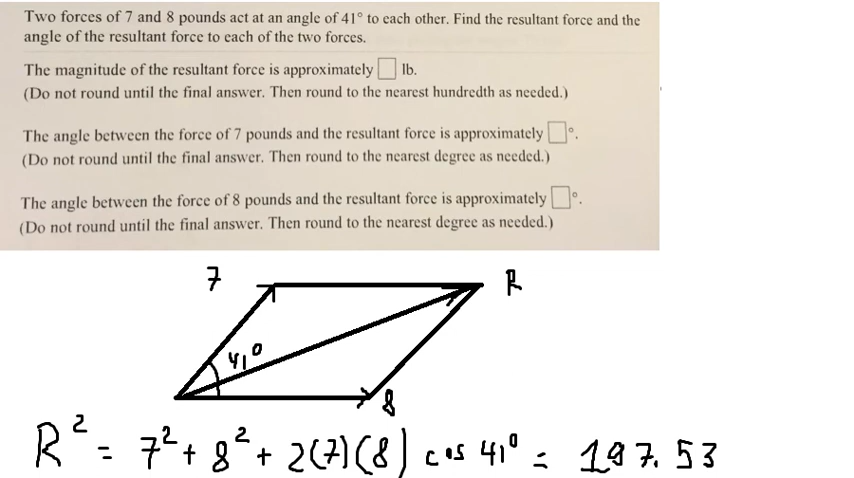 Two forces of 7 and 8 pounds act at an angle of 41° to each other. Find the resultant force and the
angle of the resultant force to each of the two forces.
The magnitude of the resultant force is approximately □ lb.
(Do not round until the final answer. Then round to the nearest hundredth as needed.)
The angle between the force of 7 pounds and the resultant force is approximately □°.
(Do not round until the final answer. Then round to the nearest degree as needed.)
The angle between the force of 8 pounds and the resultant force is approximately □°.
(Do not round until the final answer. Then round to the nearest degree as needed.)
7 R
41°
8
R² = 7² + 8² + 2(7)(8) cos 41° = 197.53